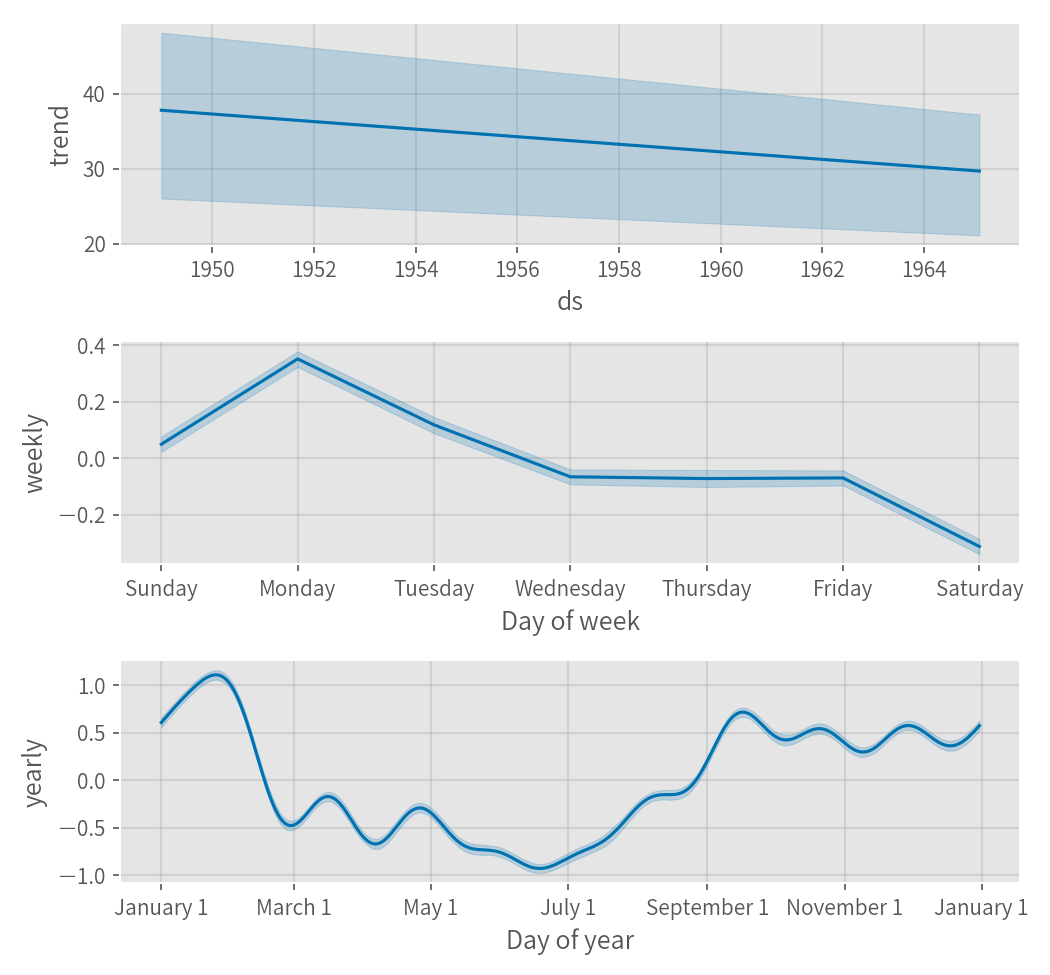 40
30
20
trend
1950 1952 1954 1956 1958 1960 1962 1964
ds
0.4
0.2
0.0
−0.2
weekly
Sunday Monday Tuesday Wednesday Thursday Friday Saturday
Day of week
1.0
0.5
0.0
−0.5
−1.0
yearly
January 1 March 1 May 1 July 1 September 1 November 1 January 1
Day of year